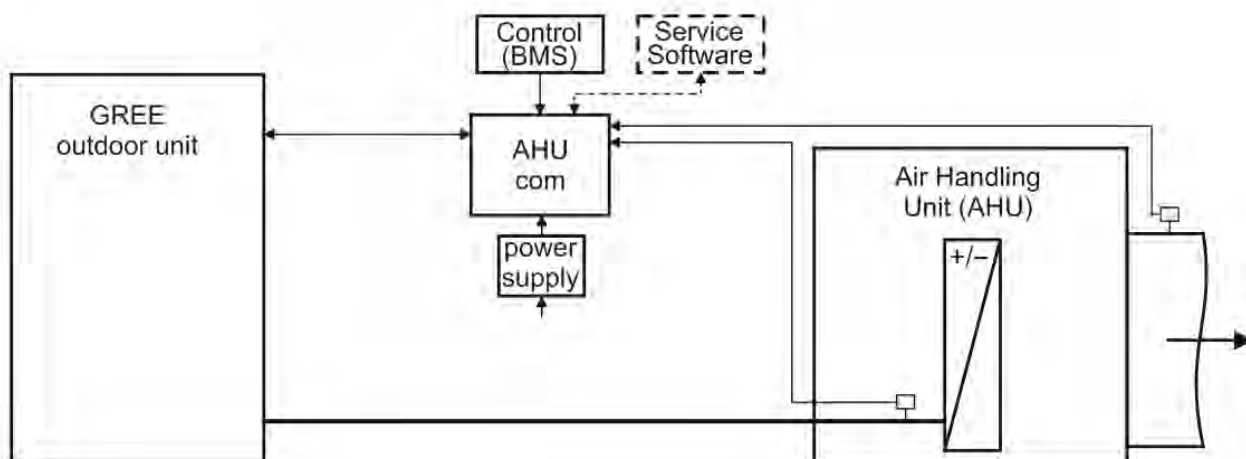 Control
(BMS)
Service
Software
GREE
outdoor unit
AHU
com
Air Handling
Unit (AHU)
power
supply
+/−